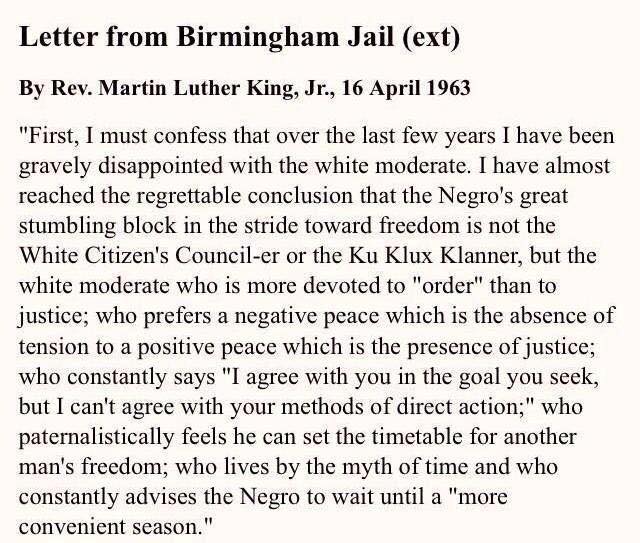 Letter from Birmingham Jail (ext)
By Rev. Martin Luther King, Jr., 16 April 1963
"First, I must confess that over the last few years I have been
gravely disappointed with the white moderate. I have almost
reached the regrettable conclusion that the Negro's great
stumbling block in the stride toward freedom is not the
White Citizen's Council-er or the Ku Klux Klanner, but the
white moderate who is more devoted to "order" than to
justice; who prefers a negative peace which is the absence of
tension to a positive peace which is the presence of justice;
who constantly says "I agree with you in the goal you seek,
but I can't agree with your methods of direct action;" who
paternalistically feels he can set the timetable for another
man's freedom; who lives by the myth of time and who
constantly advises the Negro to wait until a "more
convenient season."